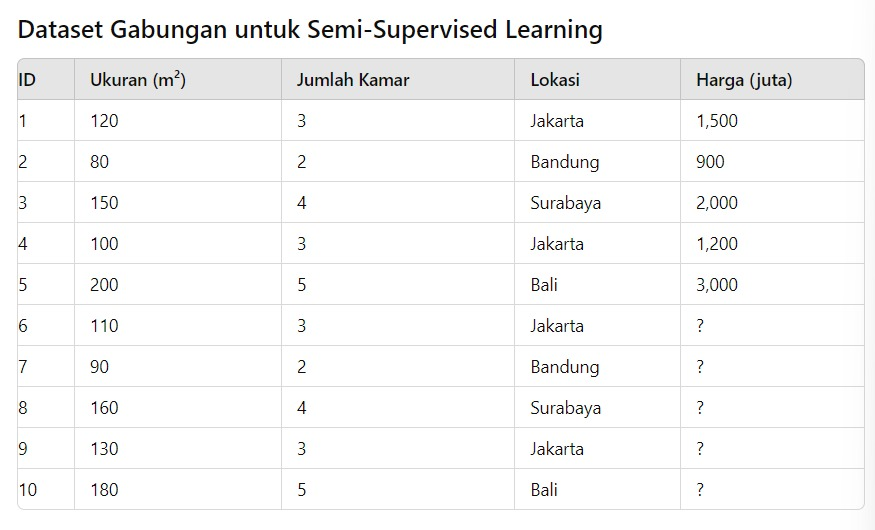 Dataset Gabungan untuk Semi-Supervised Learning
ID Ukuran (m²) Jumlah Kamar Lokasi Harga (juta)
1 120 3 Jakarta 1,500
2 80 2 Bandung 900
3 150 4 Surabaya 2,000
4 100 3 Jakarta 1,200
5 200 5 Bali 3,000
6 110 3 Jakarta ?
7 90 2 Bandung ?
8 160 4 Surabaya ?
9 130 3 Jakarta ?
10 180 5 Bali ?